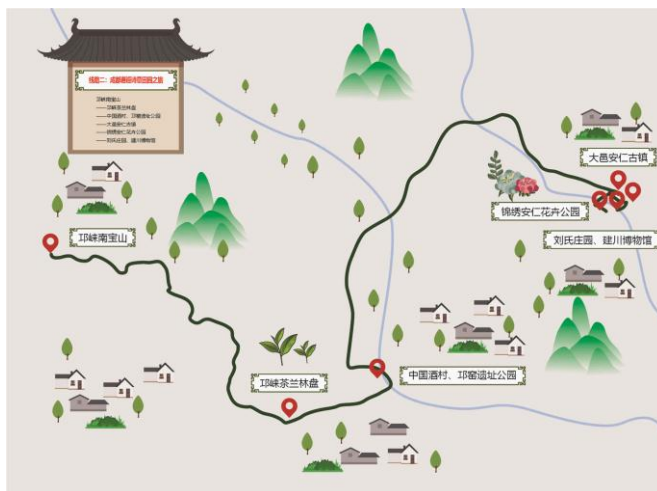 线路二：成都最美诗意田园之旅
邛崃南宝山
——邛崃茶兰林盘
——中国酒村、邛窑遗址公园
——大邑安仁古镇
——锦绣安仁花卉公园
——刘氏庄园、建川博物馆
大邑安仁古镇
锦绣安仁花卉公园
刘氏庄园、建川博物馆
邛崃南宝山
中国酒村、邛窑遗址公园
邛崃茶兰林盘